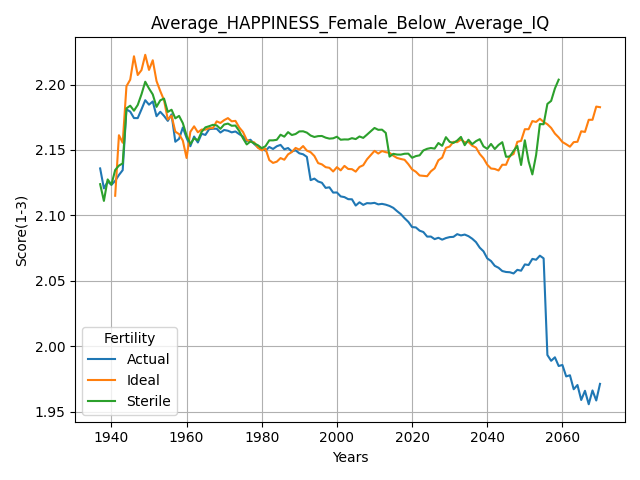 Average_HAPPINESS_Female_Below_Average_IQ
Score(1-3)
2.20
2.15
2.10
2.05
2.00
1.95
Fertility
Actual
Ideal
Sterile
1940 1960 1980 2000 2020 2040 2060
Years